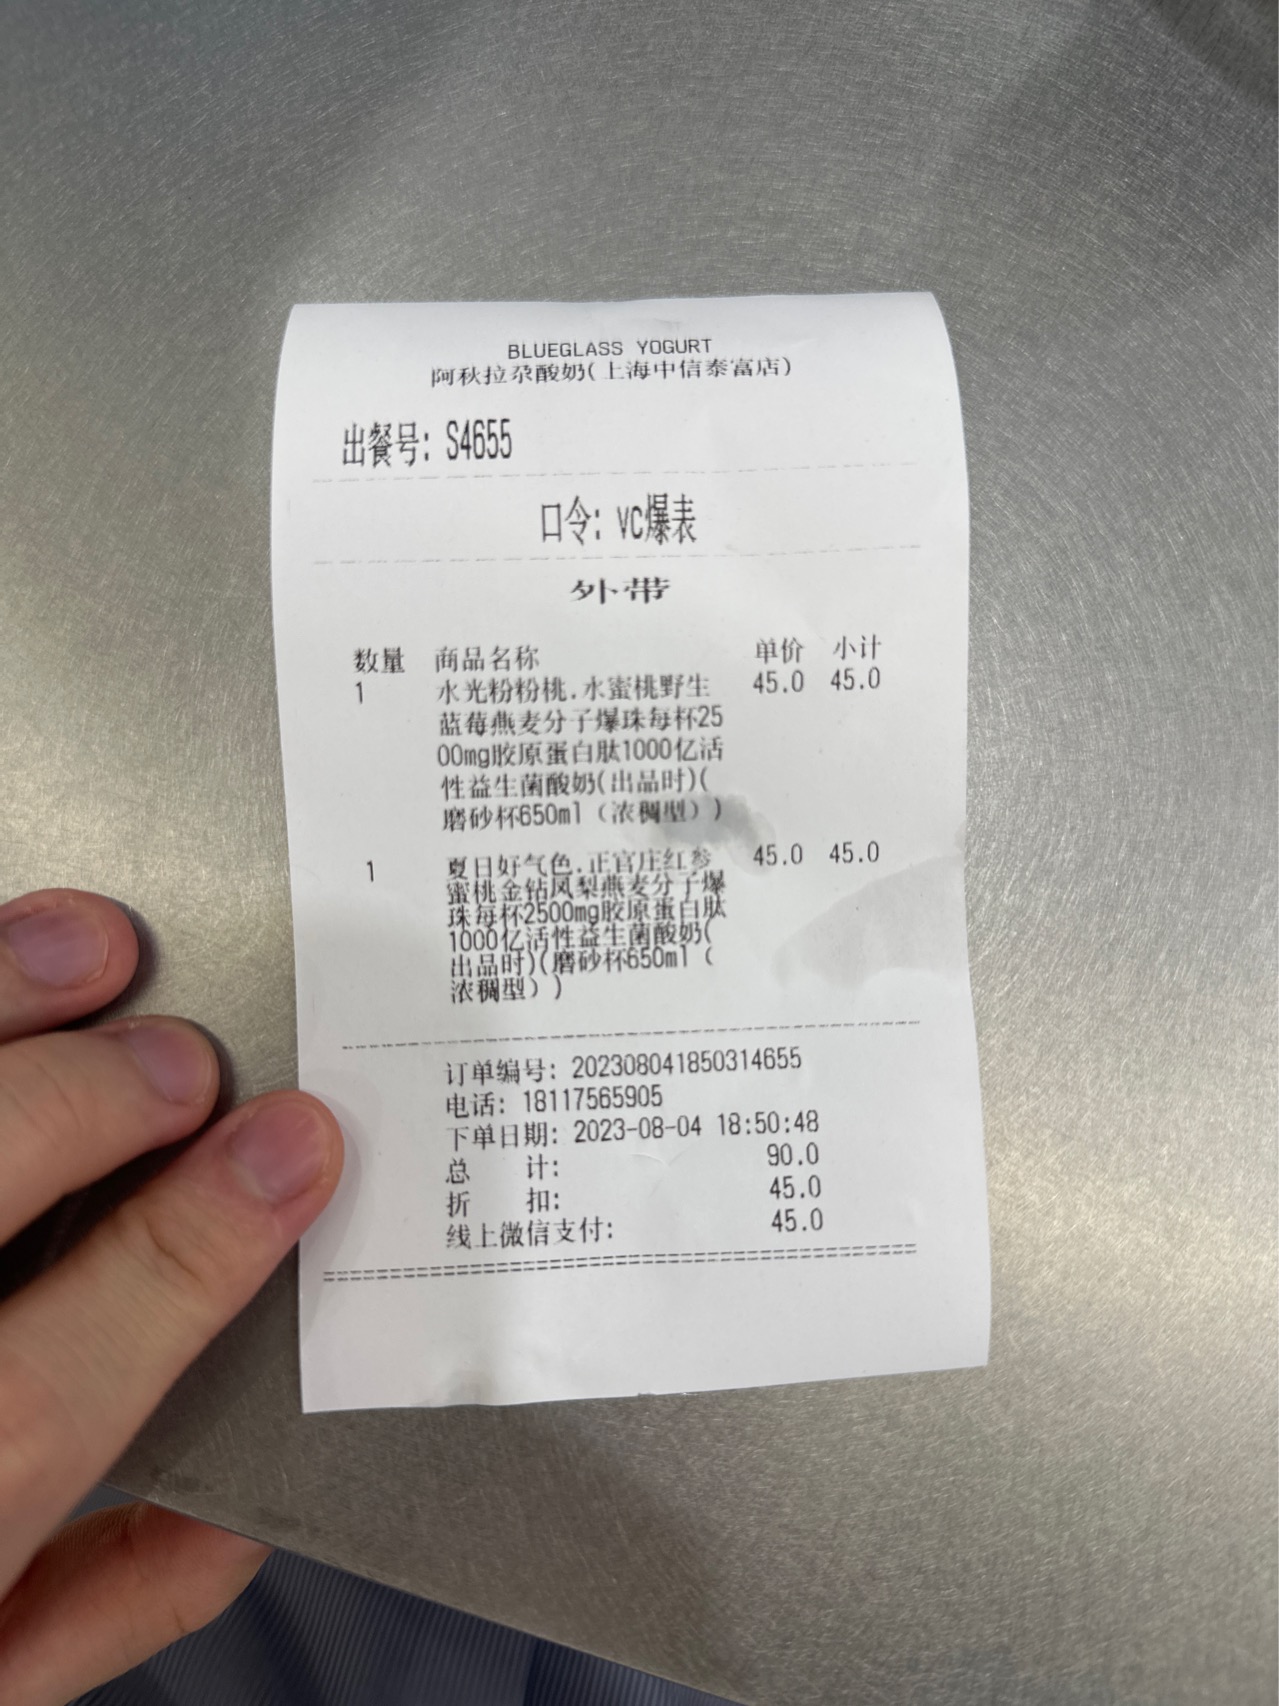 BLUEGLASS YOGURT
阿秋拉尕酸奶(上海中信泰富店)
出餐号: S4655
口令: vc爆表
外带
数量 商品名称 单价 小计
1 水光粉粉桃.水蜜桃野生 45.0 45.0
蓝莓燕麦分子爆珠每杯25
00mg胶原蛋白肽1000亿活
性益生菌酸奶(出品时)(
磨砂杯650ml（浓稠型）)
1 夏日好气色.正官庄红参 45.0 45.0
蜜桃金钻凤梨燕麦分子爆
珠每杯2500mg胶原蛋白肽
1000亿活性益生菌酸奶(
出品时)(磨砂杯650ml（
浓稠型）)
订单编号: 202308041850314655
电话: 18117565905
下单日期: 2023-08-04 18:50:48
总 计: 90.0
折 扣: 45.0
线上微信支付: 45.0